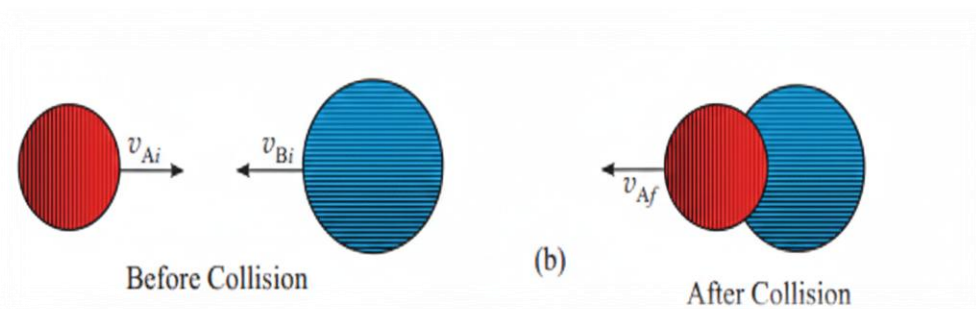 v_Ai
v_Bi
v_Af
(b)
Before Collision
After Collision